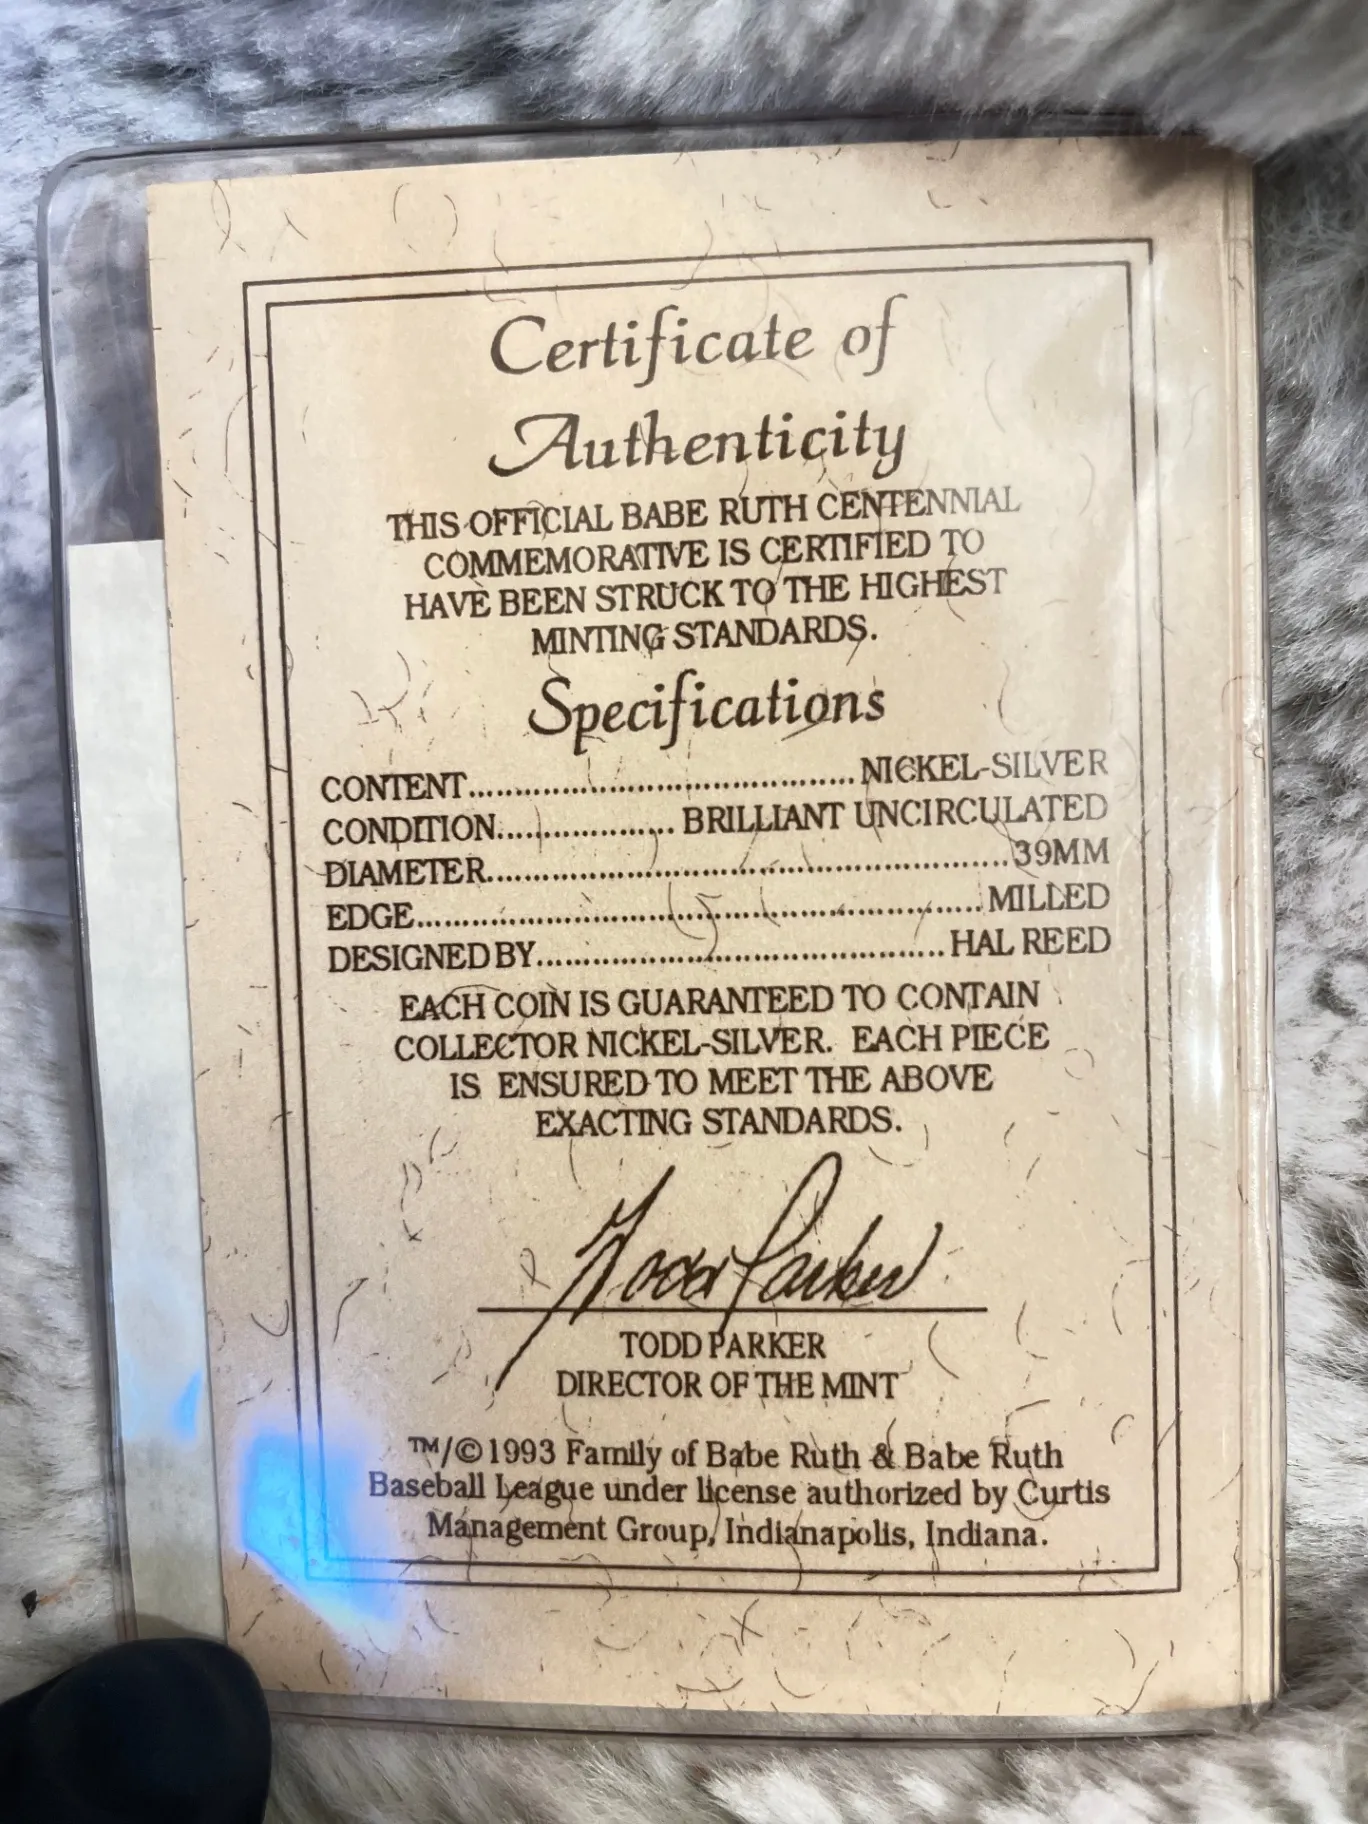 Certificate of
Authenticity
THIS OFFICIAL BABE RUTH CENTENNIAL
COMMEMORATIVE IS CERTIFIED TO
HAVE BEEN STRUCK TO THE HIGHEST
MINTING STANDARDS.
Specifications
CONTENT.........................................NICKEL-SILVER
CONDITION...................BRILLIANT UNCIRCULATED
DIAMETER........................................................39MM
EDGE............................................................MILLED
DESIGNED BY............................................HAL REED
EACH COIN IS GUARANTEED TO CONTAIN
COLLECTOR NICKEL-SILVER. EACH PIECE
IS ENSURED TO MEET THE ABOVE
EXACTING STANDARDS.
Todd Parker
TODD PARKER
DIRECTOR OF THE MINT
™/©1993 Family of Babe Ruth & Babe Ruth
Baseball League under license authorized by Curtis
Management Group, Indianapolis, Indiana.